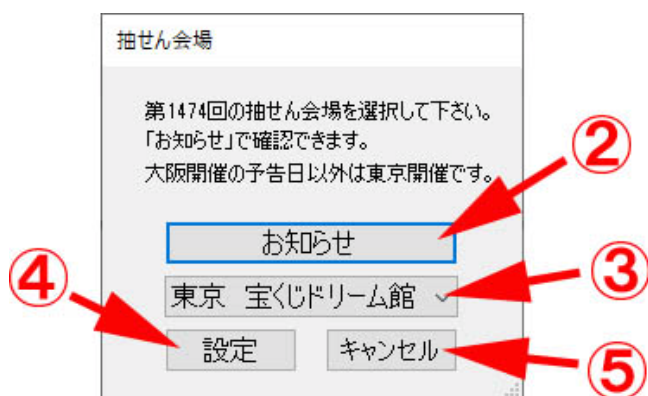 抽せん会場
第1474回の抽せん会場を選択して下さい。
「お知らせ」で確認できます。
大阪開催の予告日以外は東京開催です。
②
お知らせ
東京　宝くじドリーム館
③
④
設定
キャンセル
⑤